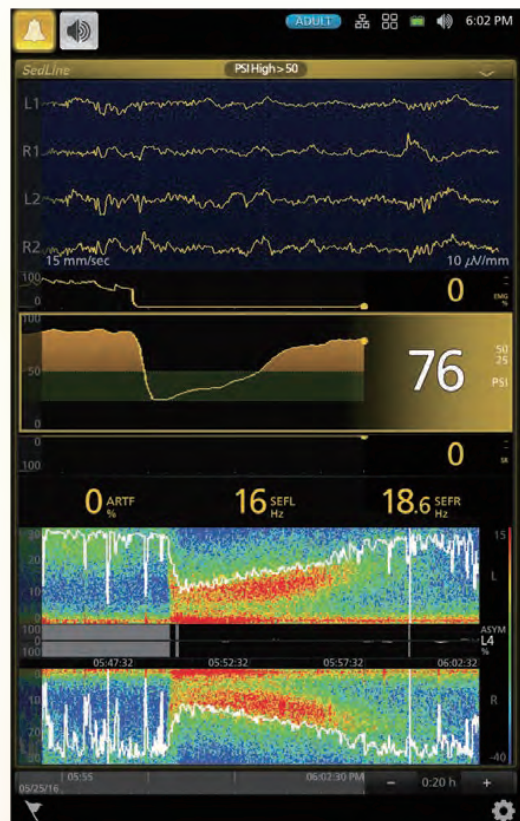 ADULT 6:02 PM
SedLine PSI High > 50
L1
R1
L2
R2
15 mm/sec 10 µV/mm
100
0
0 EMG %
100
50
0
76
50
25
PSI
0
100
0 SR
0 ARTF % 16 SEFL Hz 18.6 SEFR Hz
30
20
10
0
15
L
100
0
100
ASYM
L4
%
05:47:32 05:52:32 05:57:32 06:02:32
0
10
20
30
R
-40
05:55 06:02:30 PM - 0:20 h +
05/25/16